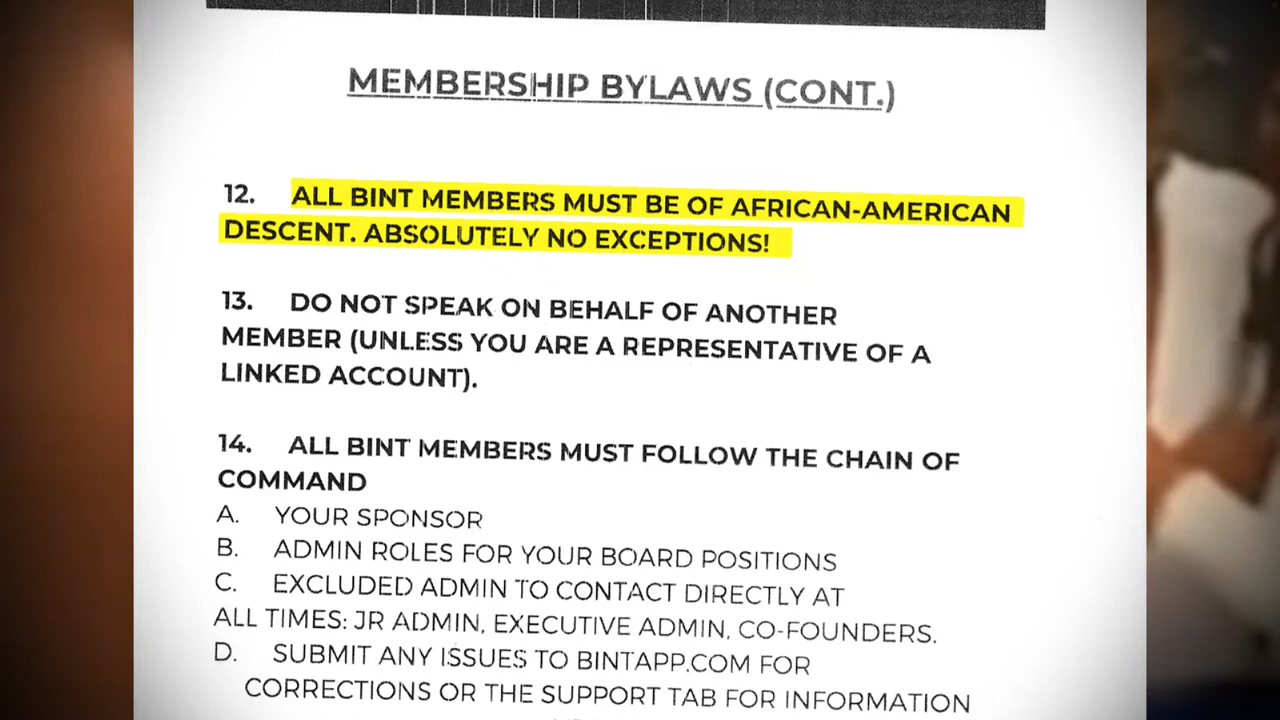 MEMBERSHIP BYLAWS (CONT.)
12. ALL BINT MEMBERS MUST BE OF AFRICAN-AMERICAN
DESCENT. ABSOLUTELY NO EXCEPTIONS!
13. DO NOT SPEAK ON BEHALF OF ANOTHER
MEMBER (UNLESS YOU ARE A REPRESENTATIVE OF A
LINKED ACCOUNT).
14. ALL BINT MEMBERS MUST FOLLOW THE CHAIN OF
COMMAND
A. YOUR SPONSOR
B. ADMIN ROLES FOR YOUR BOARD POSITIONS
C. EXCLUDED ADMIN TO CONTACT DIRECTLY AT
ALL TIMES: JR ADMIN, EXECUTIVE ADMIN, CO-FOUNDERS.
D. SUBMIT ANY ISSUES TO BINTAPP.COM FOR
CORRECTIONS OR THE SUPPORT TAB FOR INFORMATION